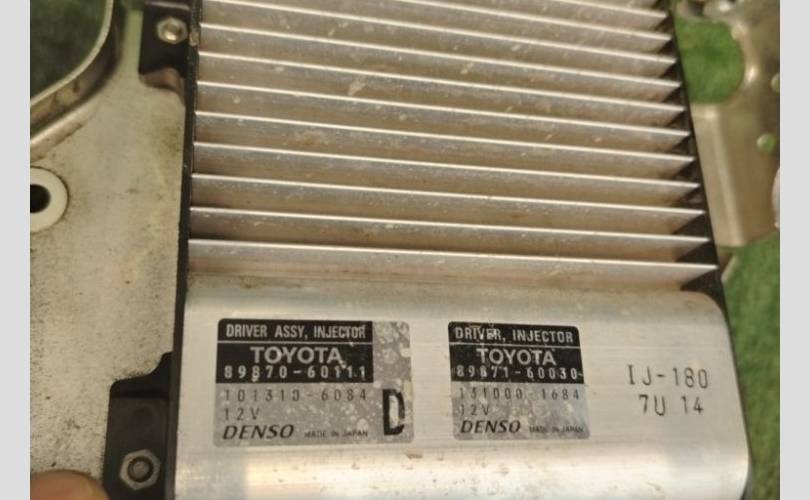 DRIVER ASSY, INJECTOR
TOYOTA
89870-60111
101310-6084
12V
D
DENSO MADE IN JAPAN
DRIVER, INJECTOR
TOYOTA
89871-60030-
131000-1684
12V
DENSO MADE IN JAPAN
IJ-180
7U 14